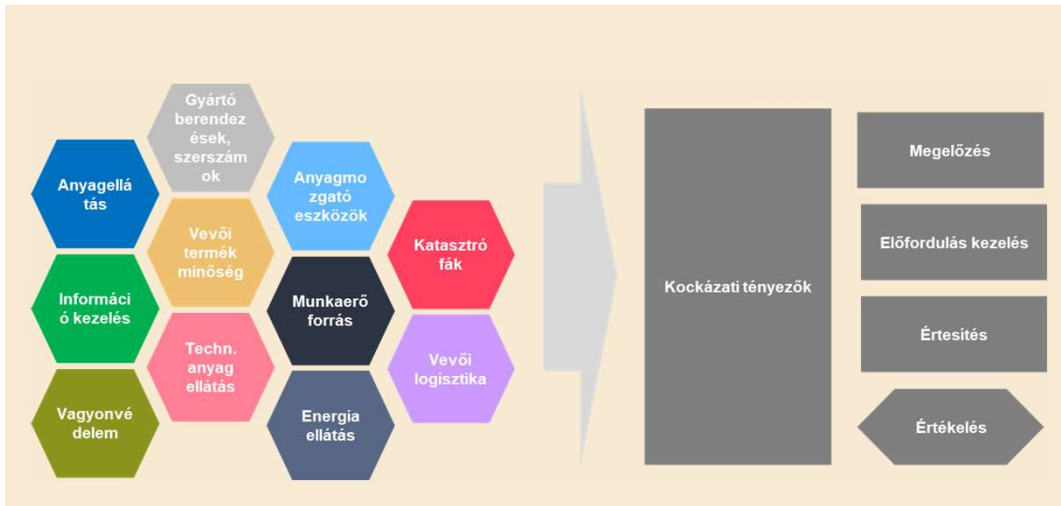 Gyártó
berendez
ések,
szerszám
ok
Anyagellá
tás
Anyagmo
zgató
eszközök
Vevői
termék
minőség
Katasztró
fák
Informáci
ó kezelés
Munkaerő
forrás
Techn.
anyag
ellátás
Vevői
logisztika
Vagyonvé
delem
Energia
ellátás
Kockázati tényezők
Megelőzés
Előfordulás kezelés
Értesítés
Értékelés